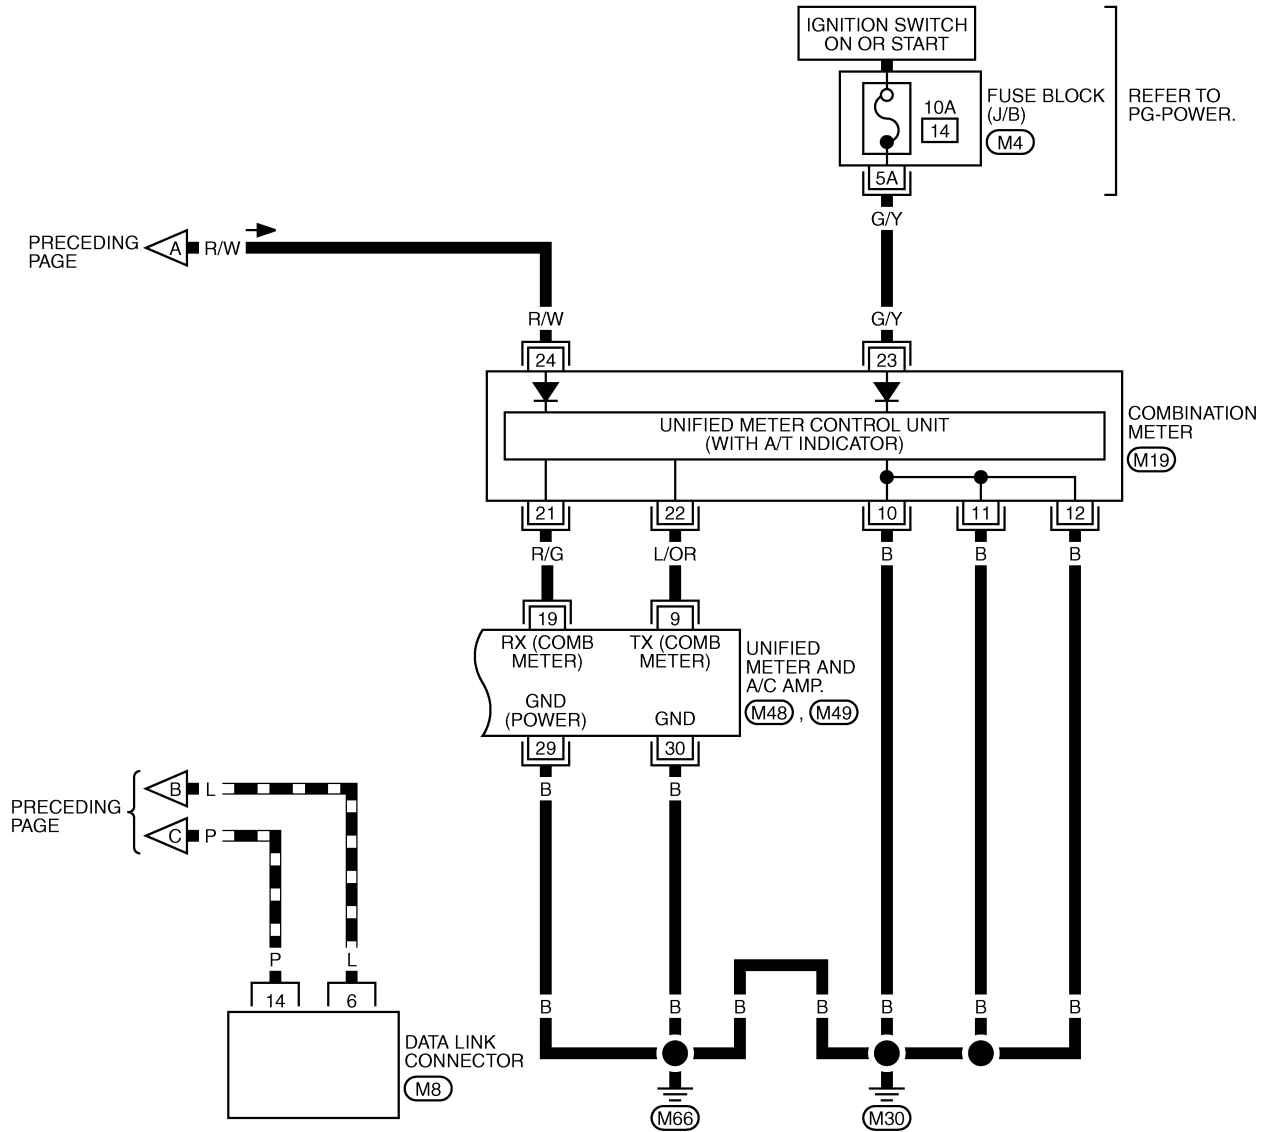 IGNITION SWITCH
ON OR START
10A
14
FUSE BLOCK
(J/B)
M4
REFER TO
PG-POWER.
5A
G/Y
PRECEDING
PAGE
A
R/W
R/W
G/Y
24
23
UNIFIED METER CONTROL UNIT
(WITH A/T INDICATOR)
COMBINATION
METER
M19
21
22
10
11
12
R/G
L/OR
B
B
B
19
9
RX (COMB
METER)
TX (COMB
METER)
GND
(POWER)
GND
UNIFIED
METER AND
A/C AMP.
M48 , M49
29
30
B
B
PRECEDING
PAGE
B
L
C
P
P
L
14
6
DATA LINK
CONNECTOR
M8
B
B
B
B
B
B
B
M66
M30